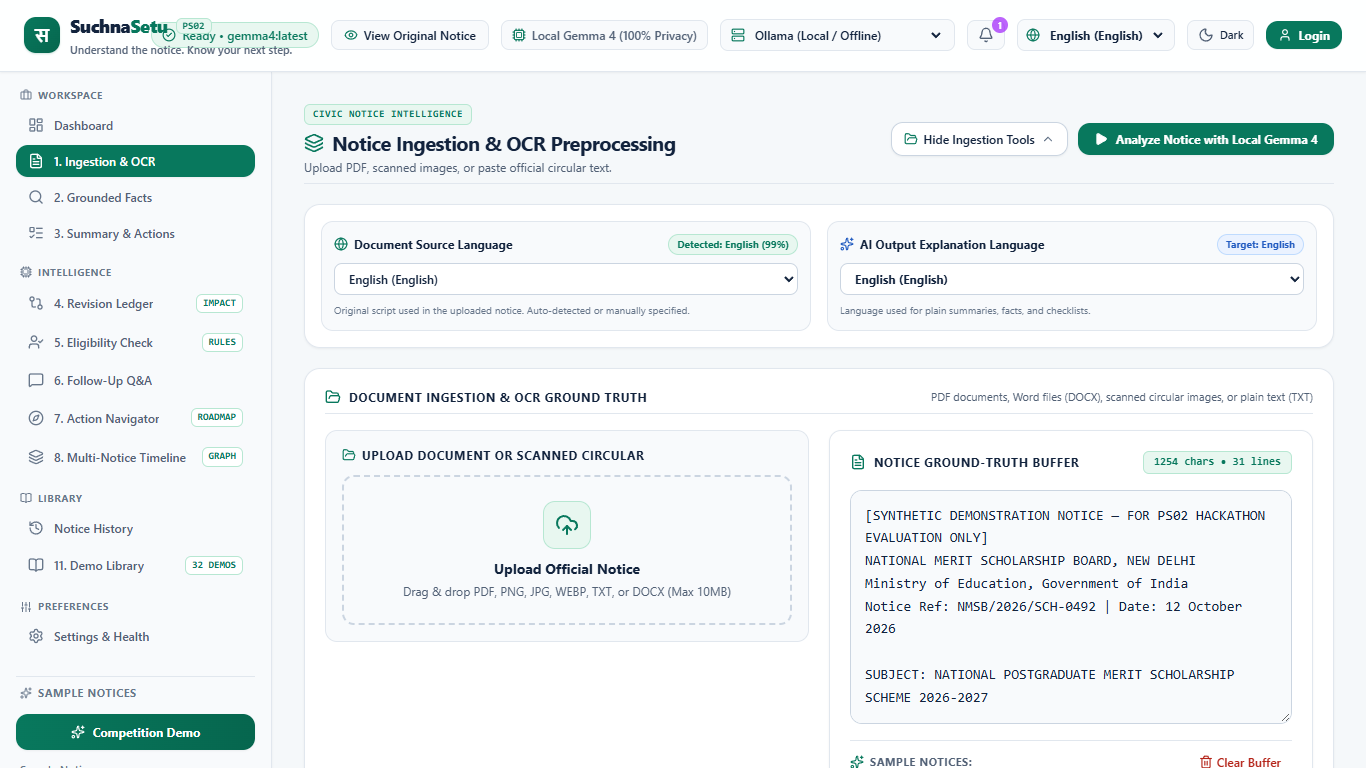 स
SuchnaSetu PS02
Understand the notice. Know your next step.
Ready • gemma4:latest
View Original Notice
Local Gemma 4 (100% Privacy)
Ollama (Local / Offline)
1
English (English)
Dark
Login
WORKSPACE
Dashboard
1. Ingestion & OCR
2. Grounded Facts
3. Summary & Actions
INTELLIGENCE
4. Revision Ledger IMPACT
5. Eligibility Check RULES
6. Follow-Up Q&A
7. Action Navigator ROADMAP
8. Multi-Notice Timeline GRAPH
LIBRARY
Notice History
11. Demo Library 32 DEMOS
PREFERENCES
Settings & Health
SAMPLE NOTICES
Competition Demo
CIVIC NOTICE INTELLIGENCE
Notice Ingestion & OCR Preprocessing
Upload PDF, scanned images, or paste official circular text.
Hide Ingestion Tools
Analyze Notice with Local Gemma 4
Document Source Language Detected: English (99%)
English (English)
Original script used in the uploaded notice. Auto-detected or manually specified.
AI Output Explanation Language Target: English
English (English)
Language used for plain summaries, facts, and checklists.
DOCUMENT INGESTION & OCR GROUND TRUTH
PDF documents, Word files (DOCX), scanned circular images, or plain text (TXT)
UPLOAD DOCUMENT OR SCANNED CIRCULAR
Upload Official Notice
Drag & drop PDF, PNG, JPG, WEBP, TXT, or DOCX (Max 10MB)
NOTICE GROUND-TRUTH BUFFER 1254 chars • 31 lines
[SYNTHETIC DEMONSTRATION NOTICE — FOR PS02 HACKATHON
EVALUATION ONLY]
NATIONAL MERIT SCHOLARSHIP BOARD, NEW DELHI
Ministry of Education, Government of India
Notice Ref: NMSB/2026/SCH-0492 | Date: 12 October
2026
SUBJECT: NATIONAL POSTGRADUATE MERIT SCHOLARSHIP
SCHEME 2026-2027
SAMPLE NOTICES:
Clear Buffer